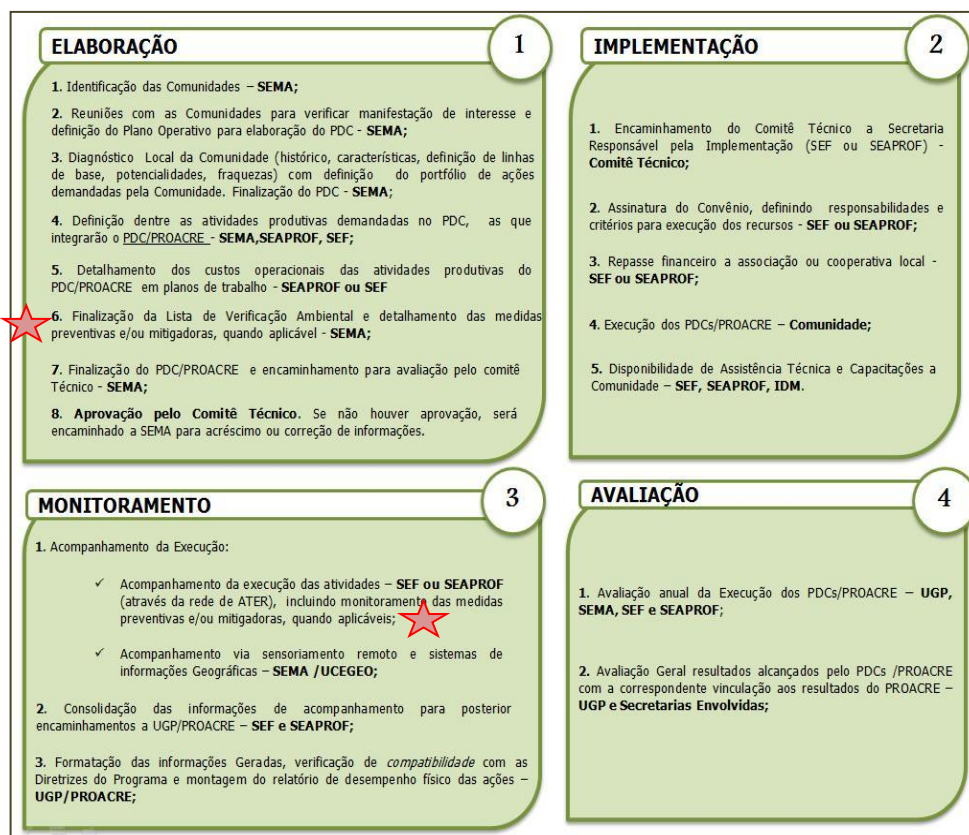 ELABORAÇÃO
1
1. Identificação das Comunidades – SEMA;
2. Reuniões com as Comunidades para verificar manifestação de interesse e
definição do Plano Operativo para elaboração do PDC - SEMA;
3. Diagnóstico Local da Comunidade (histórico, características, definição de linhas
de base, potencialidades, fraquezas) com definição do portfólio de ações
demandadas pela Comunidade. Finalização do PDC - SEMA;
4. Definição dentre as atividades produtivas demandadas no PDC, as que
integrarão o PDC/PROACRE - SEMA,SEAPROF, SEF;
5. Detalhamento dos custos operacionais das atividades produtivas do
PDC/PROACRE em planos de trabalho - SEAPROF ou SEF
6. Finalização da Lista de Verificação Ambiental e detalhamento das medidas
preventivas e/ou mitigadoras, quando aplicável - SEMA;
7. Finalização do PDC/PROACRE e encaminhamento para avaliação pelo comitê
Técnico - SEMA;
8. Aprovação pelo Comitê Técnico. Se não houver aprovação, será
encaminhado a SEMA para acréscimo ou correção de informações.
IMPLEMENTAÇÃO
2
1. Encaminhamento do Comitê Técnico a Secretaria
Responsável pela Implementação (SEF ou SEAPROF) -
Comitê Técnico;
2. Assinatura do Convênio, definindo responsabilidades e
critérios para execução dos recursos - SEF ou SEAPROF;
3. Repasse financeiro a associação ou cooperativa local -
SEF ou SEAPROF;
4. Execução dos PDCs/PROACRE – Comunidade;
5. Disponibilidade de Assistência Técnica e Capacitações a
Comunidade – SEF, SEAPROF, IDM.
MONITORAMENTO
3
1. Acompanhamento da Execução:
✓ Acompanhamento da execução das atividades – SEF ou SEAPROF
(através da rede de ATER), incluindo monitoramento das medidas
preventivas e/ou mitigadoras, quando aplicáveis;
✓ Acompanhamento via sensoriamento remoto e sistemas de
informações Geográficas – SEMA /UCEGEO;
2. Consolidação das informações de acompanhamento para posterior
encaminhamentos a UGP/PROACRE – SEF e SEAPROF;
3. Formatação das informações Geradas, verificação de compatibilidade com as
Diretrizes do Programa e montagem do relatório de desempenho físico das ações –
UGP/PROACRE;
AVALIAÇÃO
4
1. Avaliação anual da Execução dos PDCs/PROACRE – UGP,
SEMA, SEF e SEAPROF;
2. Avaliação Geral resultados alcançados pelo PDCs /PROACRE
com a correspondente vinculação aos resultados do PROACRE –
UGP e Secretarias Envolvidas;